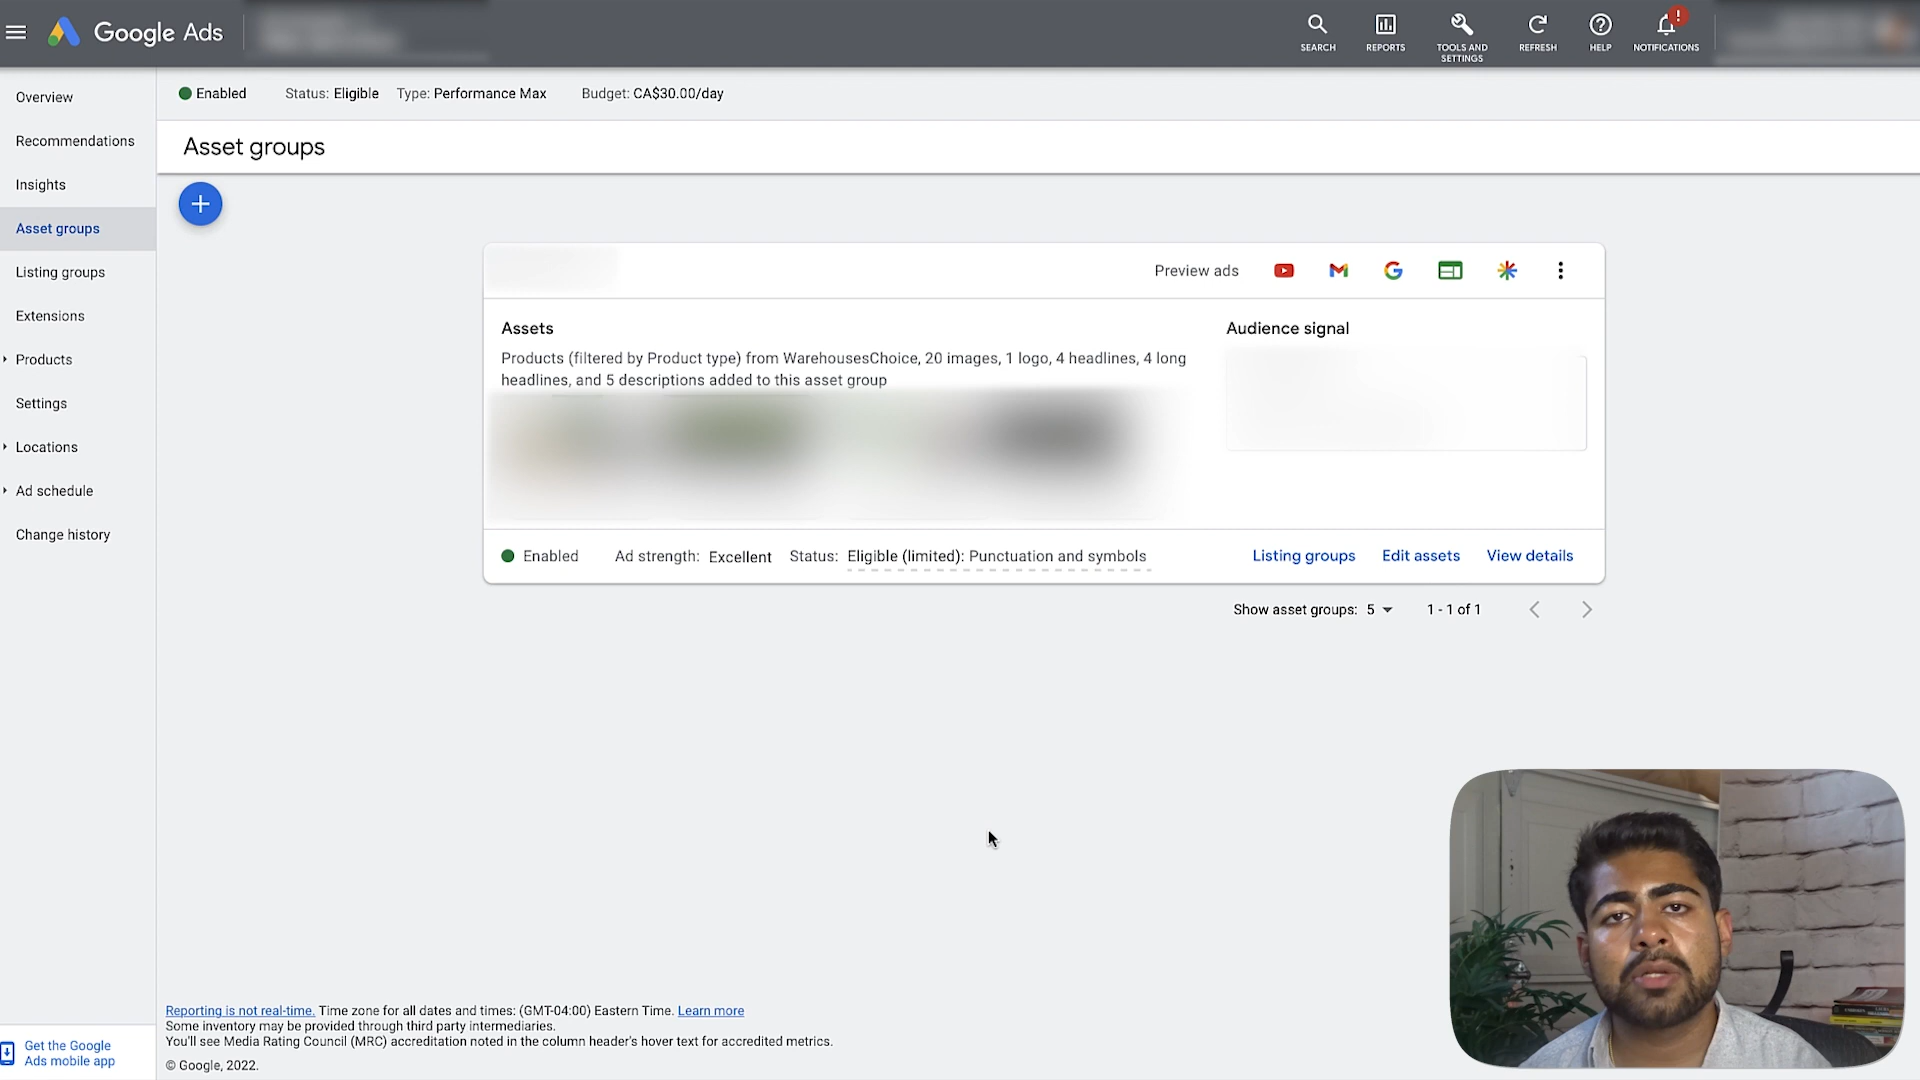 Google Ads
SEARCH
REPORTS
TOOLS AND
SETTINGS
REFRESH
HELP
!
NOTIFICATIONS
Overview
Recommendations
Insights
Asset groups
Listing groups
Extensions
Products
Settings
Locations
Ad schedule
Change history
Get the Google
Ads mobile app
Enabled Status: Eligible Type: Performance Max Budget: CA$30.00/day
Asset groups
Preview ads
Assets
Products (filtered by Product type) from WarehousesChoice, 20 images, 1 logo, 4 headlines, 4 long
headlines, and 5 descriptions added to this asset group
Audience signal
Enabled Ad strength: Excellent Status: Eligible (limited): Punctuation and symbols
Listing groups Edit assets View details
Show asset groups: 5 1 - 1 of 1
Reporting is not real-time. Time zone for all dates and times: (GMT-04:00) Eastern Time. Learn more
Some inventory may be provided through third party intermediaries.
You'll see Media Rating Council (MRC) accreditation noted in the column header's hover text for accredited metrics.
© Google, 2022.